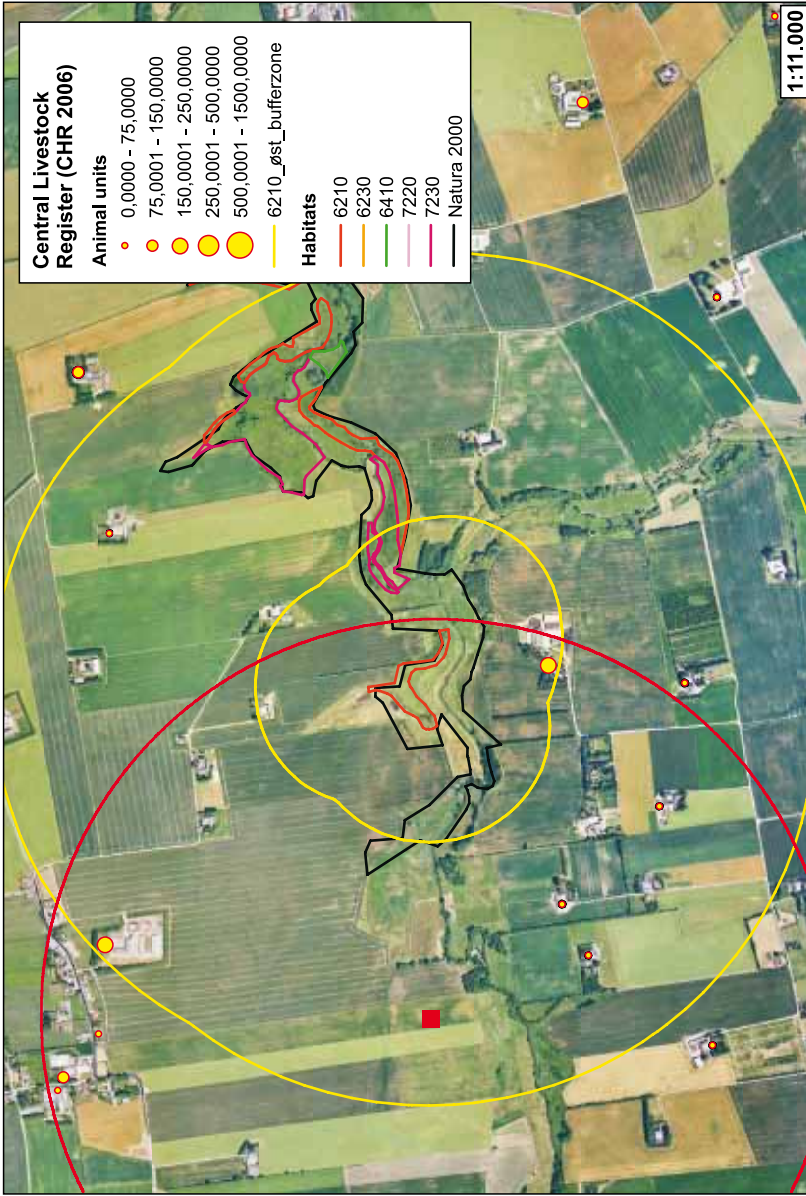 Central Livestock
Register (CHR 2006)
Animal units
0,0000 - 75,0000
75,0001 - 150,0000
150,0001 - 250,0000
250,0001 - 500,0000
500,0001 - 1500,0000
6210_øst_bufferzone
Habitats
6210
6230
6410
7220
7230
Natura 2000
1:11.000